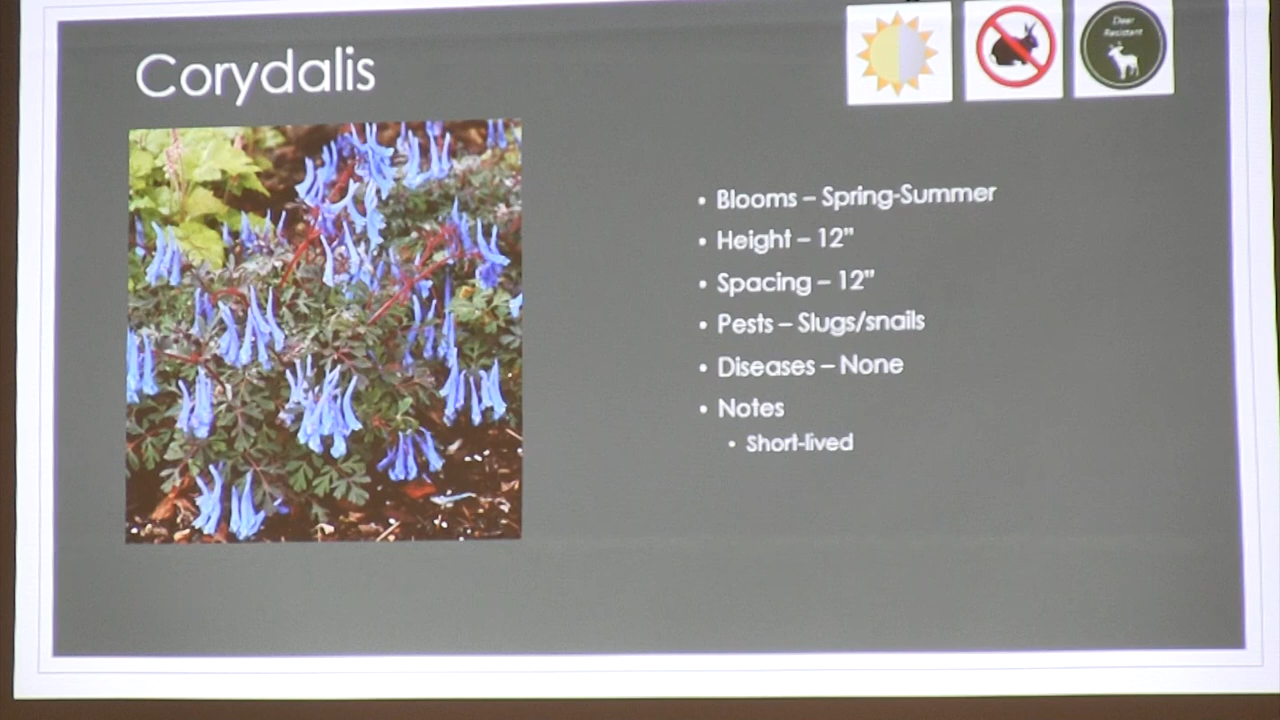 Corydalis
Deer
Resistant
• Blooms – Spring-Summer
• Height – 12"
• Spacing – 12"
• Pests – Slugs/snails
• Diseases – None
• Notes
• Short-lived